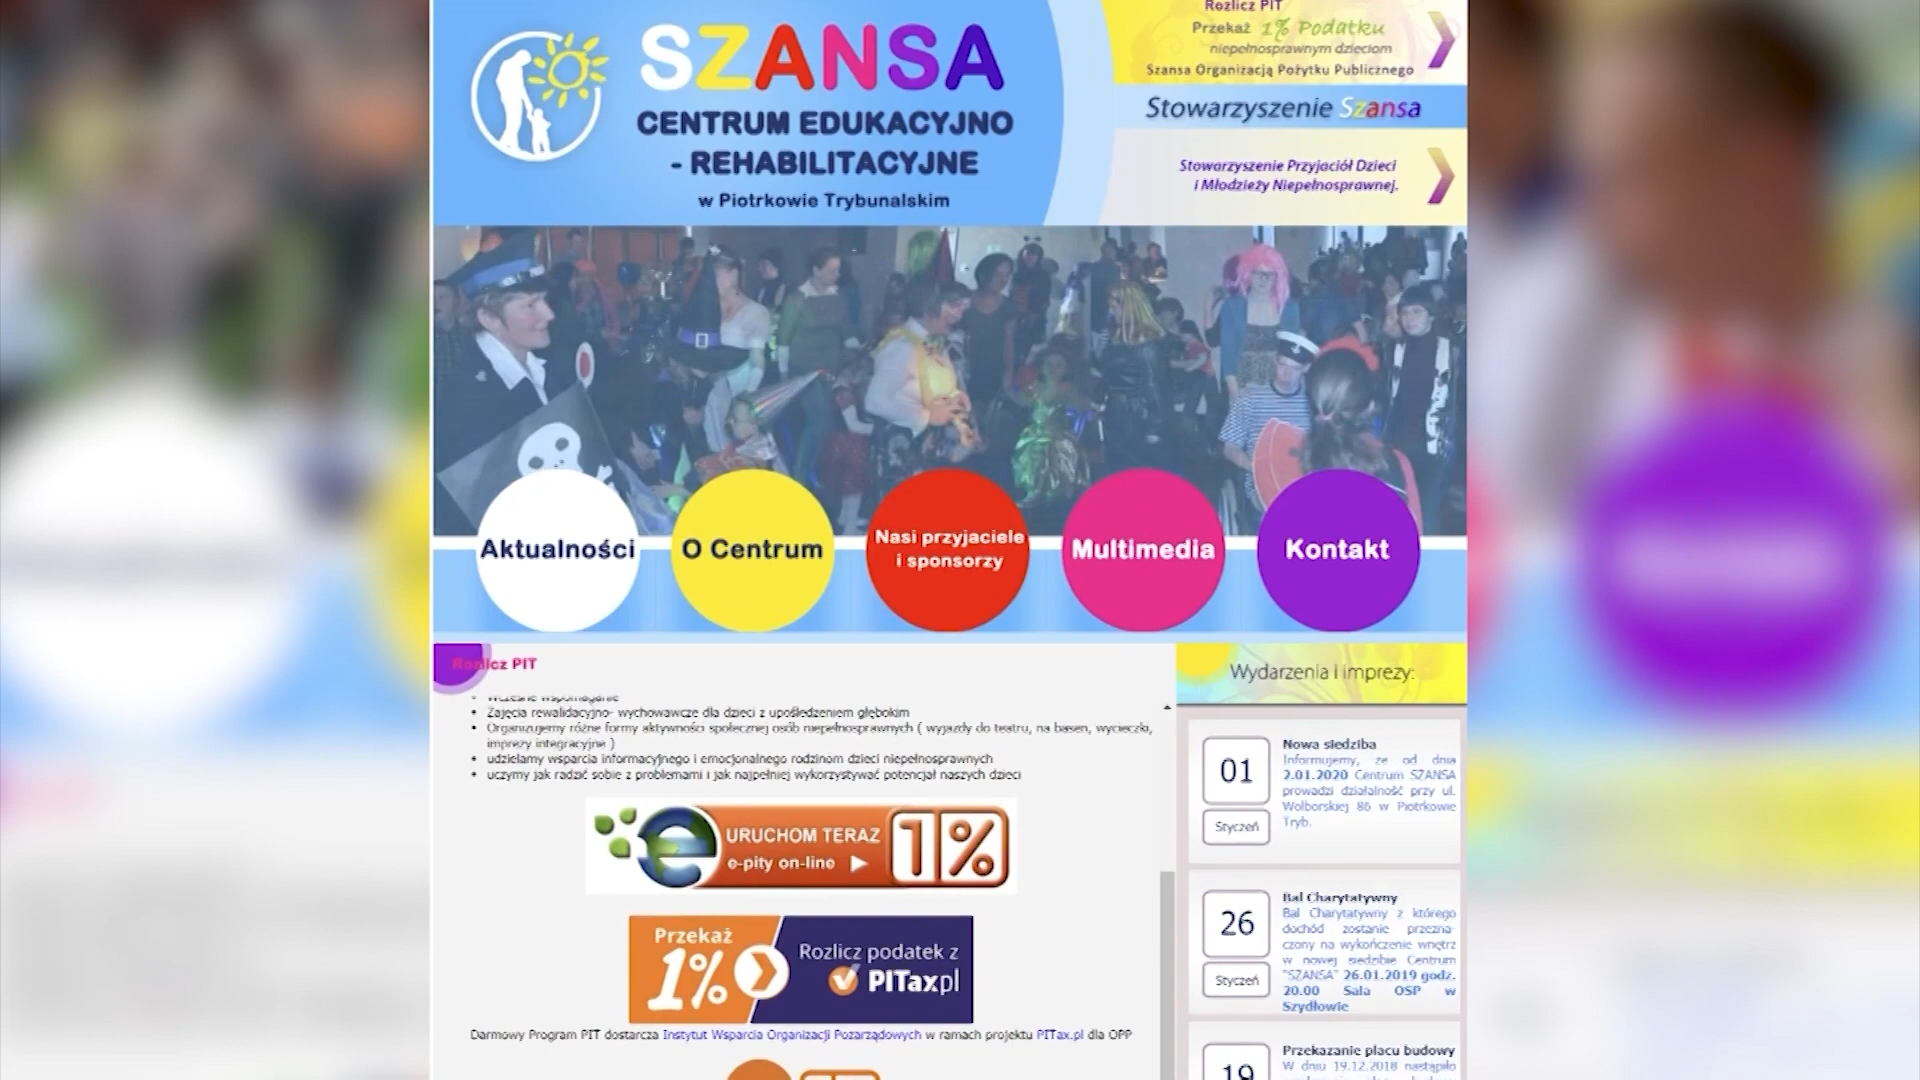 SZANSA
CENTRUM EDUKACYJNO
- REHABILITACYJNE
w Piotrkowie Trybunalskim
Rozlicz PIT
Przekaż 1% Podatku
niepełnosprawnym dzieciom
Szansa Organizacją Pożytku Publicznego
Stowarzyszenie Szansa
Stowarzyszenie Przyjaciół Dzieci
i Młodzieży Niepełnosprawnej.
Aktualności
O Centrum
Nasi przyjaciele
i sponsorzy
Multimedia
Kontakt
Rozlicz PIT
• Wczesne wspomaganie
• Zajęcia rewalidacyjno- wychowawcze dla dzieci z upośledzeniem głębokim
• Organizujemy różne formy aktywności społecznej osób niepełnosprawnych ( wyjazdy do teatru, na basen, wycieczki,
imprezy integracyjne )
• udzielamy wsparcia informacyjnego i emocjonalnego rodzinom dzieci niepełnosprawnych
• uczymy jak radzić sobie z problemami i jak najpełniej wykorzystywać potencjał naszych dzieci
e URUCHOM TERAZ 1%
e-pity on-line
Przekaż
1%
Rozlicz podatek z
PITax.pl
Darmowy Program PIT dostarcza Instytut Wsparcia Organizacji Pozarządowych w ramach projektu PITax.pl dla OPP
Wydarzenia i imprezy:
01
Styczeń
Nowa siedziba
Informujemy, że od dnia
2.01.2020 Centrum SZANSA
prowadzi działalność przy ul.
Wolborskiej 86 w Piotrkowie
Tryb.
26
Styczeń
Bal Charytatywny
Bal Charytatywny z którego
dochód zostanie przezna-
czony na wykończenie wnętrz
w nowej siedzibie Centrum
"SZANSA" 26.01.2019 godz.
20.00 Sala OSP w
Szydłowie
19
Przekazanie placu budowy
W dniu 19.12.2018 nastąpiło